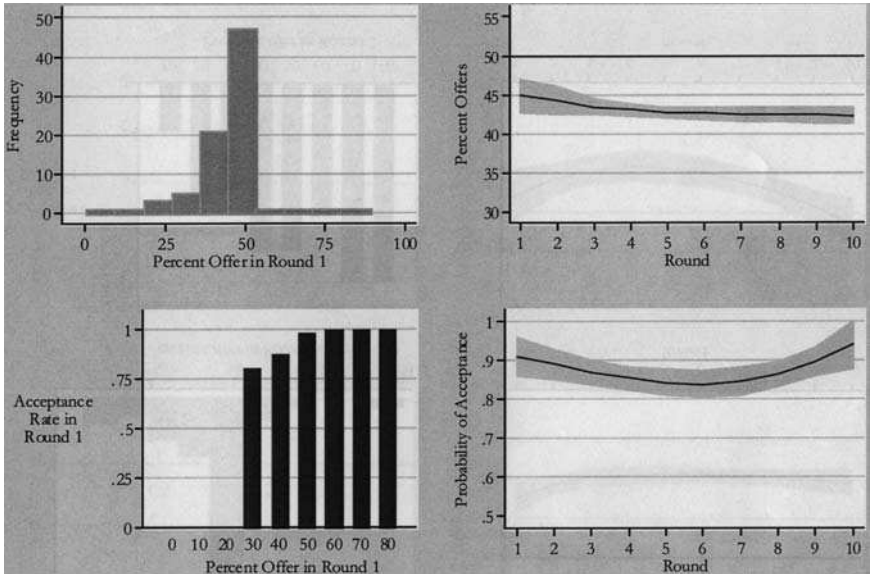 50
40
30
20
10
0
Frequency
0 25 50 75 100
Percent Offer in Round 1
55
50
45
40
35
30
Percent Offers
1 2 3 4 5 6 7 8 9 10
Round
1
.75
.5
.25
0
Acceptance
Rate in
Round 1
0 10 20 30 40 50 60 70 80
Percent Offer in Round 1
1
.9
.8
.7
.6
.5
Probability of Acceptance
1 2 3 4 5 6 7 8 9 10
Round